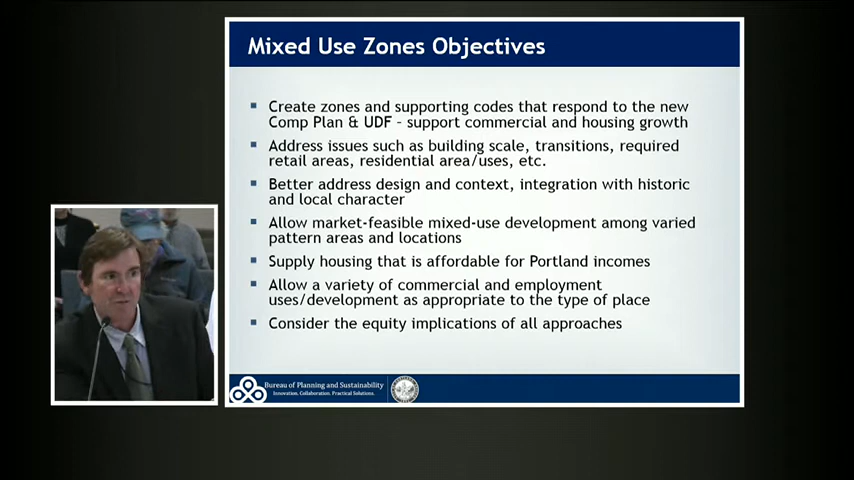 Mixed Use Zones Objectives
Create zones and supporting codes that respond to the new
Comp Plan & UDF – support commercial and housing growth
Address issues such as building scale, transitions, required
retail areas, residential area/uses, etc.
Better address design and context, integration with historic
and local character
Allow market-feasible mixed-use development among varied
pattern areas and locations
Supply housing that is affordable for Portland incomes
Allow a variety of commercial and employment
uses/development as appropriate to the type of place
Consider the equity implications of all approaches
Bureau of Planning and Sustainability
Innovation. Collaboration. Practical Solutions.